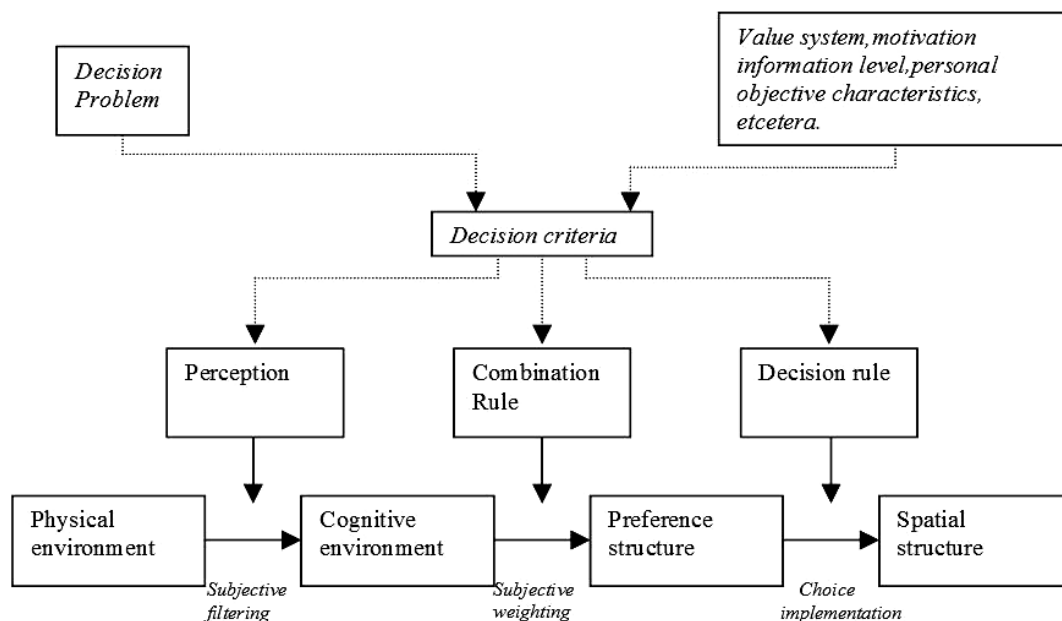 Decision
Problem
Value system,motivation
information level,personal
objective characteristics,
etcetera.
Decision criteria
Perception
Combination
Rule
Decision rule
Physical
environment
Cognitive
environment
Preference
structure
Spatial
structure
Subjective
filtering
Subjective
weighting
Choice
implementation